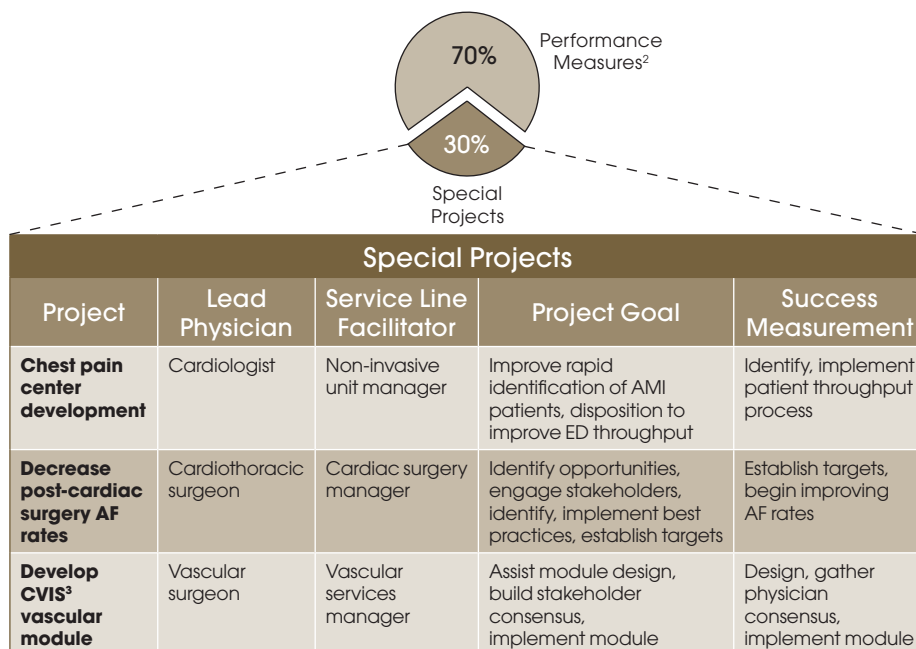 70%
Performance
Measures²
30%
Special
Projects
Special Projects
Project
Lead
Physician
Service Line
Facilitator
Project Goal
Success
Measurement
Chest pain
center
development
Cardiologist
Non-invasive
unit manager
Improve rapid
identification of AMI
patients, disposition to
improve ED throughput
Identify, implement
patient throughput
process
Decrease
post-cardiac
surgery AF
rates
Cardiothoracic
surgeon
Cardiac surgery
manager
Identify opportunities,
engage stakeholders,
identify, implement best
practices, establish targets
Establish targets,
begin improving
AF rates
Develop
CVIS³
vascular
module
Vascular
surgeon
Vascular
services
manager
Assist module design,
build stakeholder
consensus,
implement module
Design, gather
physician
consensus,
implement module